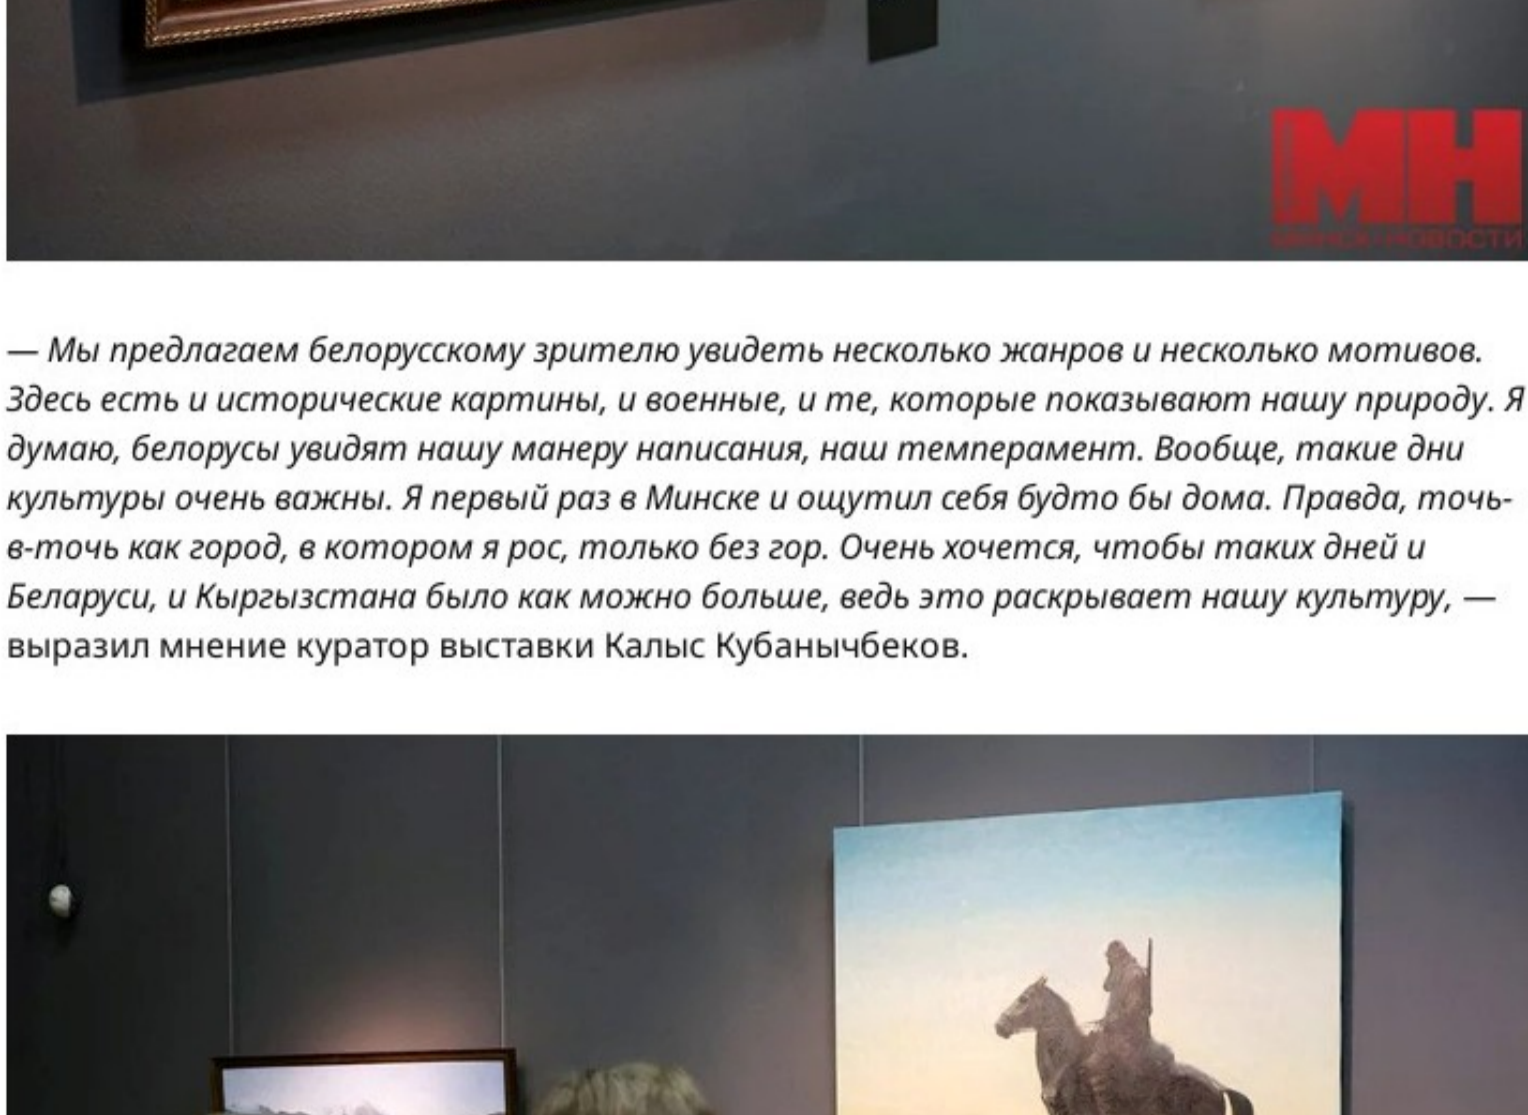 МН
МИНСК-НОВОСТИ
— Мы предлагаем белорусскому зрителю увидеть несколько жанров и несколько мотивов.
Здесь есть и исторические картины, и военные, и те, которые показывают нашу природу. Я
думаю, белорусы увидят нашу манеру написания, наш темперамент. Вообще, такие дни
культуры очень важны. Я первый раз в Минске и ощутил себя будто бы дома. Правда, точь-
в-точь как город, в котором я рос, только без гор. Очень хочется, чтобы таких дней и
Беларуси, и Кыргызстана было как можно больше, ведь это раскрывает нашу культуру, —
выразил мнение куратор выставки Калыс Кубанычбеков.